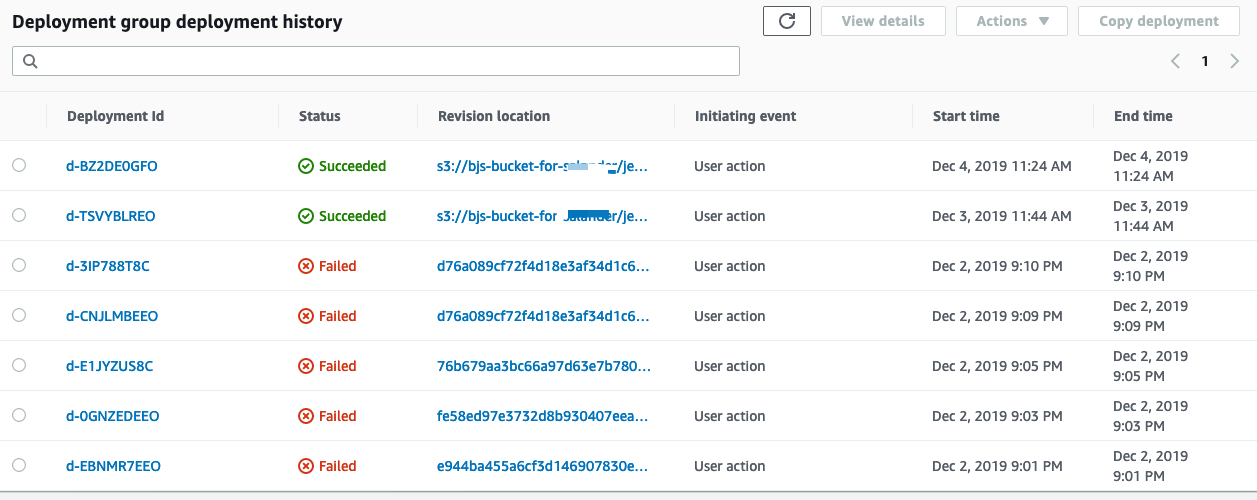 Deployment group deployment history
View details
Actions
Copy deployment
1
Deployment Id Status Revision location Initiating event Start time End time
d-BZ2DE0GFO Succeeded s3://bjs-bucket-for- /je... User action Dec 4, 2019 11:24 AM Dec 4, 2019
11:24 AM
d-TSVYBLREO Succeeded s3://bjs-bucket-for /je... User action Dec 3, 2019 11:44 AM Dec 3, 2019
11:44 AM
d-3IP788T8C Failed d76a089cf72f4d18e3af34d1c6... User action Dec 2, 2019 9:10 PM Dec 2, 2019
9:10 PM
d-CNJLMBEEO Failed d76a089cf72f4d18e3af34d1c6... User action Dec 2, 2019 9:09 PM Dec 2, 2019
9:09 PM
d-E1JYZUS8C Failed 76b679aa3bc66a97d63e7b780... User action Dec 2, 2019 9:05 PM Dec 2, 2019
9:05 PM
d-0GNZEDEEO Failed fe58ed97e3732d8b930407eea... User action Dec 2, 2019 9:03 PM Dec 2, 2019
9:03 PM
d-EBNMR7EEO Failed e944ba455a6cf3d146907830e... User action Dec 2, 2019 9:01 PM Dec 2, 2019
9:01 PM